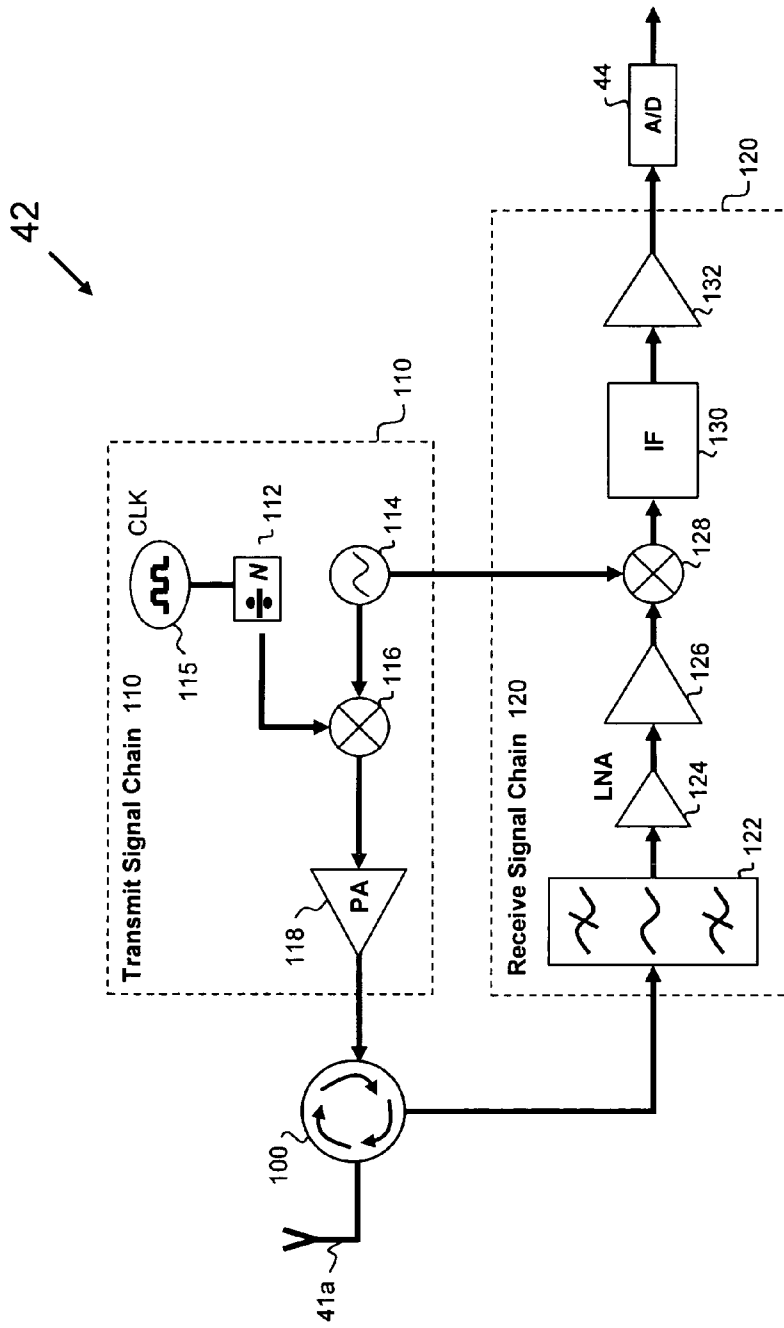 42
Transmit Signal Chain 110
110
CLK
115
112
÷ N
114
116
PA
118
100
41a
Receive Signal Chain 120
120
122
LNA
124
126
128
IF
130
132
44
A/D